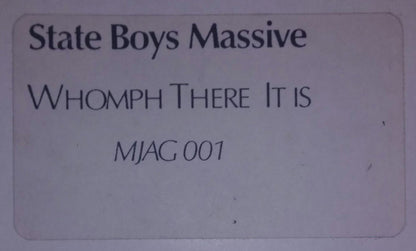 State Boys Massive
WHOMPH THERE IT IS
MJAG 001